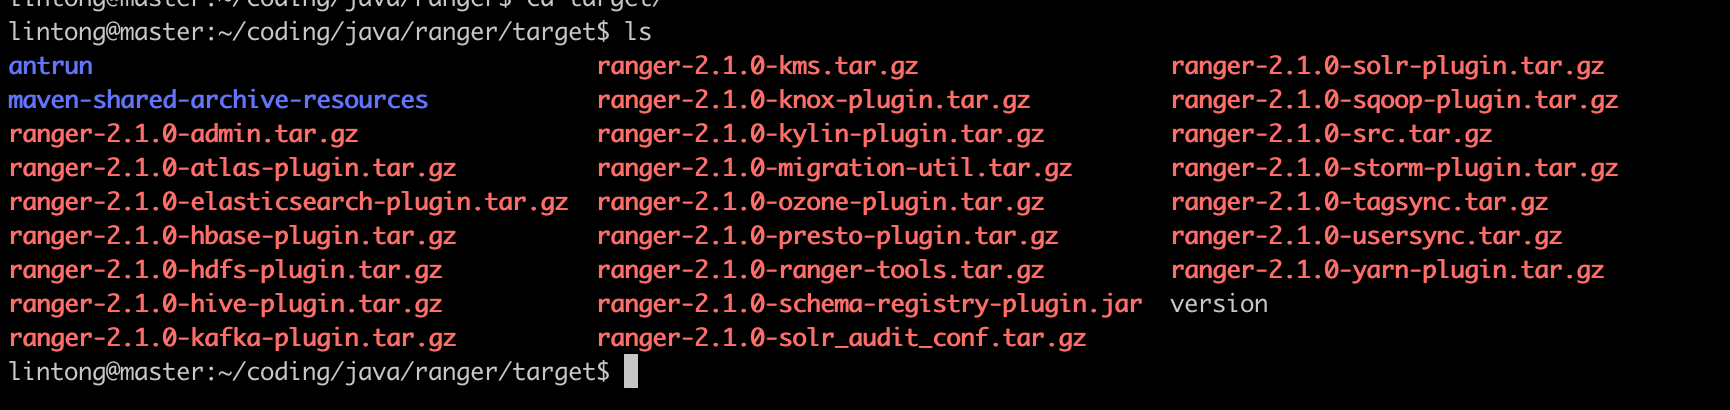 lintong@master:~/coding/java/ranger$ cd target/
lintong@master:~/coding/java/ranger/target$ ls
antrun ranger-2.1.0-kms.tar.gz ranger-2.1.0-solr-plugin.tar.gz
maven-shared-archive-resources ranger-2.1.0-knox-plugin.tar.gz ranger-2.1.0-sqoop-plugin.tar.gz
ranger-2.1.0-admin.tar.gz ranger-2.1.0-kylin-plugin.tar.gz ranger-2.1.0-src.tar.gz
ranger-2.1.0-atlas-plugin.tar.gz ranger-2.1.0-migration-util.tar.gz ranger-2.1.0-storm-plugin.tar.gz
ranger-2.1.0-elasticsearch-plugin.tar.gz ranger-2.1.0-ozone-plugin.tar.gz ranger-2.1.0-tagsync.tar.gz
ranger-2.1.0-hbase-plugin.tar.gz ranger-2.1.0-presto-plugin.tar.gz ranger-2.1.0-usersync.tar.gz
ranger-2.1.0-hdfs-plugin.tar.gz ranger-2.1.0-ranger-tools.tar.gz ranger-2.1.0-yarn-plugin.tar.gz
ranger-2.1.0-hive-plugin.tar.gz ranger-2.1.0-schema-registry-plugin.jar version
ranger-2.1.0-kafka-plugin.tar.gz ranger-2.1.0-solr_audit_conf.tar.gz
lintong@master:~/coding/java/ranger/target$